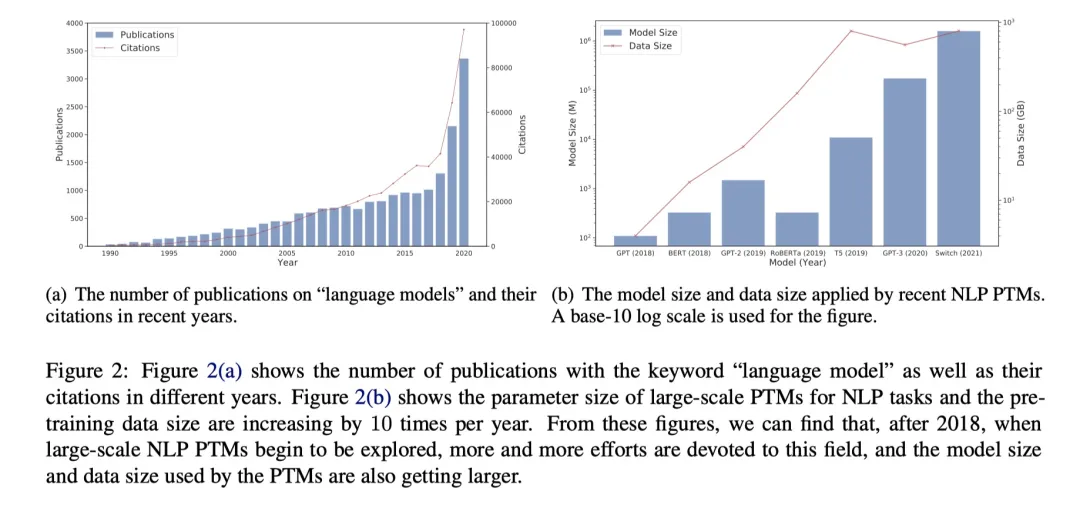 4000
3500
3000
2500
2000
1500
1000
500
0
Publications
Publications
Citations
100000
80000
60000
40000
20000
0
Citations
1990
1995
2000
2005
2010
2015
2020
Year
10⁶
10⁵
10⁴
10³
10²
Model Size (M)
Model Size
Data Size
10³
10²
10¹
Data Size (GB)
GPT (2018)
BERT (2018)
GPT-2 (2019)
RoBERTa (2019)
T5 (2019)
GPT-3 (2020)
Switch (2021)
Model (Year)
(a) The number of publications on “language models” and their
citations in recent years.
(b) The model size and data size applied by recent NLP PTMs.
A base-10 log scale is used for the figure.
Figure 2: Figure 2(a) shows the number of publications with the keyword “language model” as well as their
citations in different years. Figure 2(b) shows the parameter size of large-scale PTMs for NLP tasks and the pre-
training data size are increasing by 10 times per year. From these figures, we can find that, after 2018, when
large-scale NLP PTMs begin to be explored, more and more efforts are devoted to this field, and the model size
and data size used by the PTMs are also getting larger.